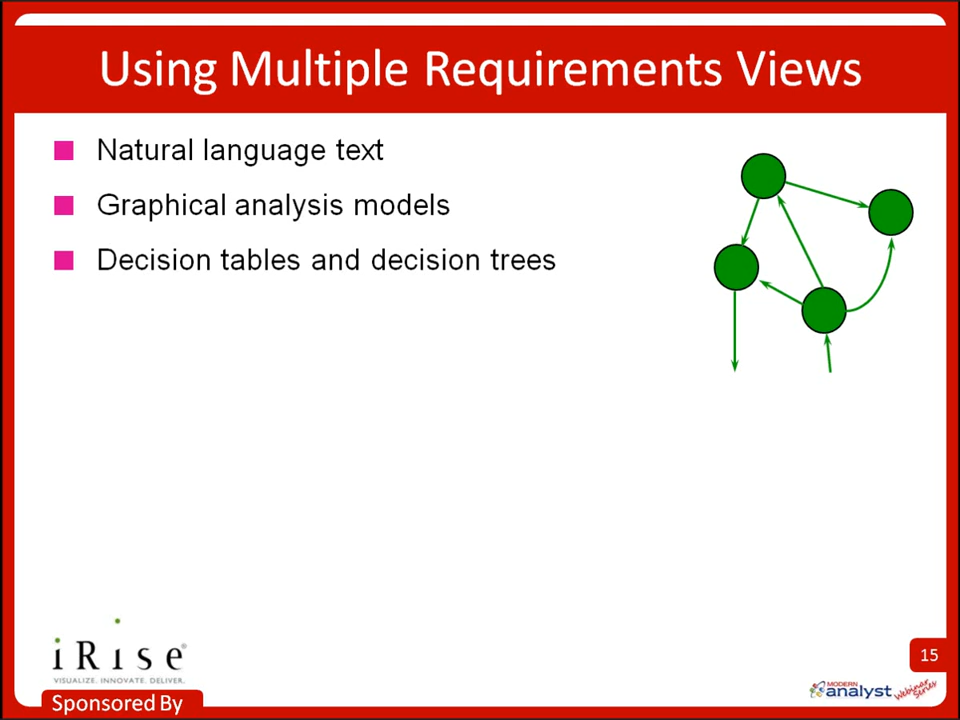 Using Multiple Requirements Views
Natural language text
Graphical analysis models
Decision tables and decision trees
iRise®
VISUALIZE. INNOVATE. DELIVER.
Sponsored By
15
MODERN
analyst
Webinar
Series